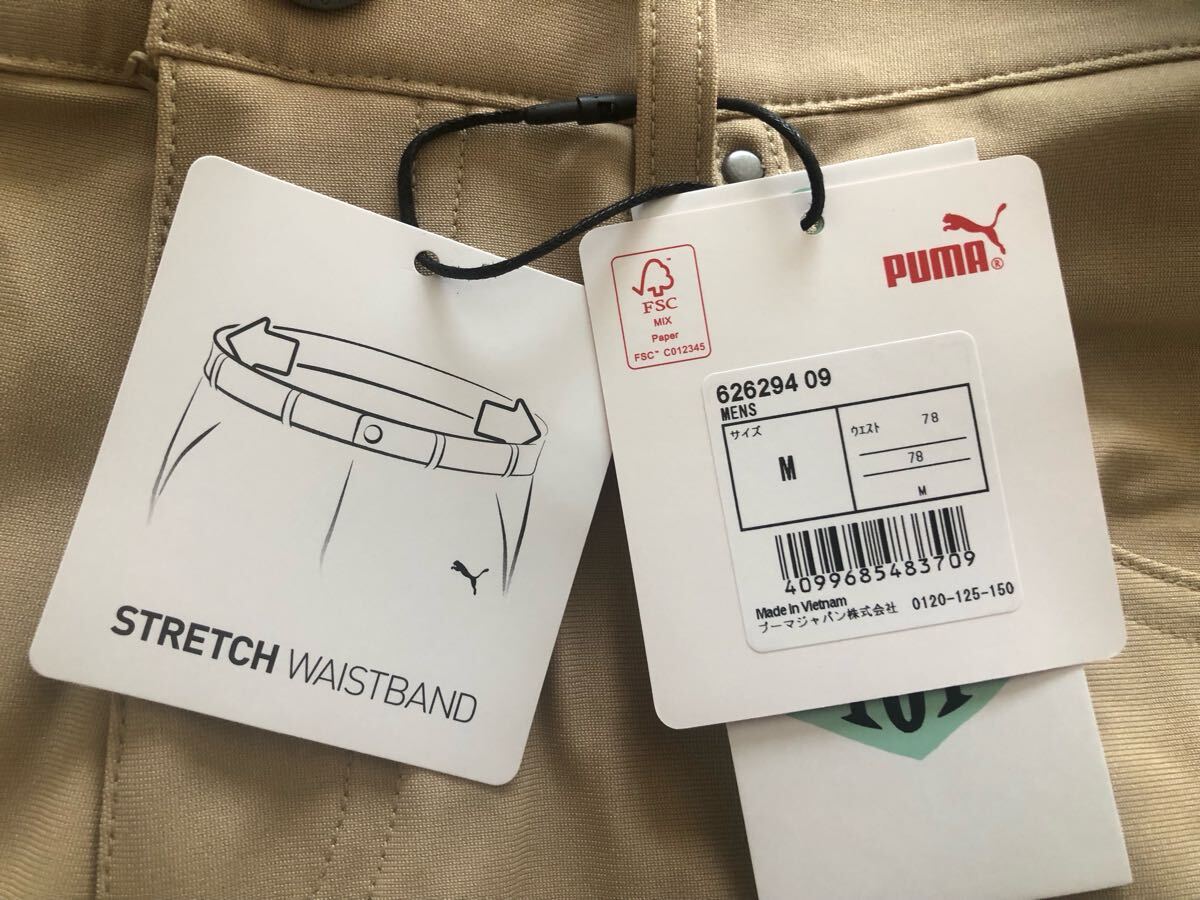 STRETCH WAISTBAND
PUMA®
FSC
MIX
Paper
FSC™ C012345
626294 09
MENS
サイズ
M
ウエスト 78
78
M
4099685483709
Made in Vietnam
プーマジャパン株式会社 0120-125-150